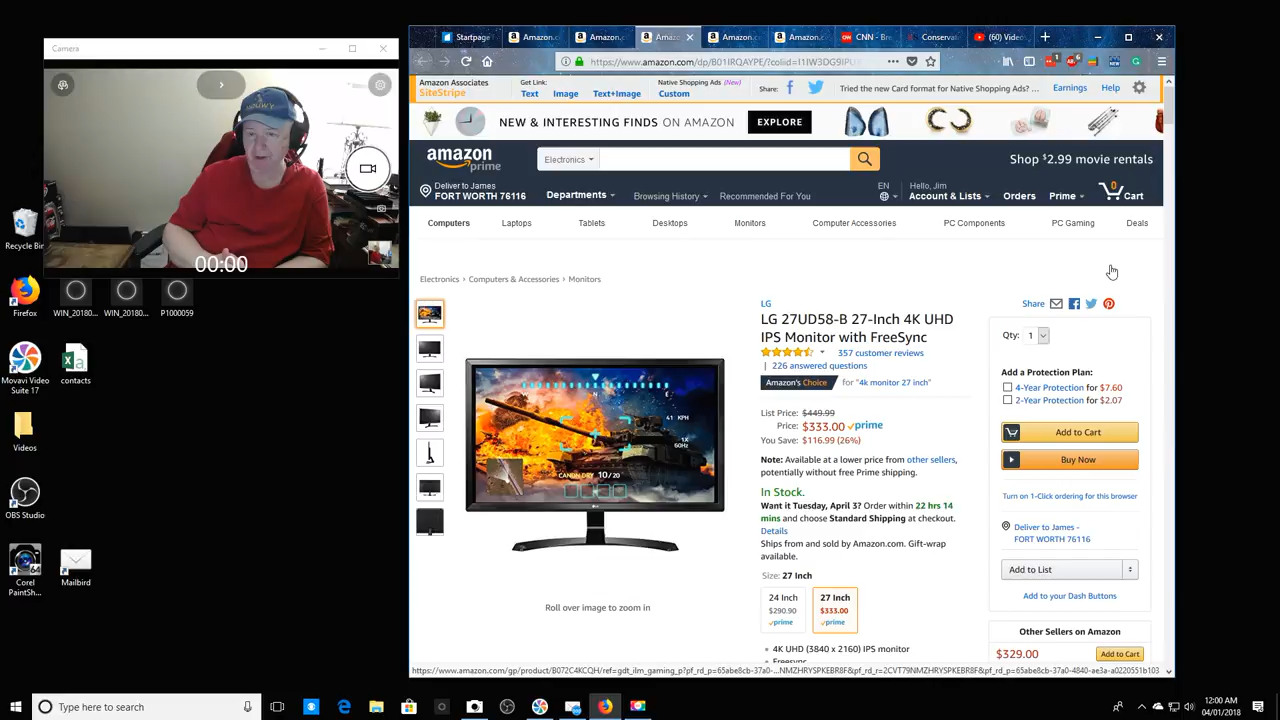 Camera
00:00
Recycle Bin
Firefox
WIN_20180...
WIN_20180...
P1000059
Movavi Video
Suite 17
contacts
Videos
OBS Studio
Corel
PaintSh...
Mailbird
Startpage
Amazon.c
Amazon.c
Amazo
Amazon.c
Amazon.c
CNN - Bre
Conservat
(60) Video
https://www.amazon.com/dp/B01IRQAYPE/?coliid=I1IW3DG9IPU
Amazon Associates
SiteStripe
Get Link:
Text
Image
Text+Image
Native Shopping Ads (New)
Custom
Share:
Tried the new Card format for Native Shopping Ads? ...
Earnings
Help
NEW & INTERESTING FINDS ON AMAZON
EXPLORE
amazon
prime
Electronics
Shop $2.99 movie rentals
Deliver to James
FORT WORTH 76116
Departments
Browsing History
Recommended For You
EN
Hello, Jim
Account & Lists
Orders
Prime
0
Cart
Computers
Laptops
Tablets
Desktops
Monitors
Computer Accessories
PC Components
PC Gaming
Deals
Electronics › Computers & Accessories › Monitors
Share
LG
LG 27UD58-B 27-Inch 4K UHD
IPS Monitor with FreeSync
357 customer reviews
| 226 answered questions
Amazon's Choice for "4k monitor 27 inch"
List Price: $449.99
Price: $333.00 prime
You Save: $116.99 (26%)
Note: Available at a lower price from other sellers,
potentially without free Prime shipping.
In Stock.
Want it Tuesday, April 3? Order within 22 hrs 14
mins and choose Standard Shipping at checkout.
Details
Ships from and sold by Amazon.com. Gift-wrap
available.
Size: 27 Inch
24 Inch
$290.90
prime
27 Inch
$333.00
prime
4K UHD (3840 x 2160) IPS monitor
Freesync
41 KPH
1X
60Hz
10/20
LG
Roll over image to zoom in
Qty: 1
Add a Protection Plan:
4-Year Protection for $7.60
2-Year Protection for $2.07
Add to Cart
Buy Now
Turn on 1-Click ordering for this browser
Deliver to James -
FORT WORTH 76116
Add to List
Add to your Dash Buttons
Other Sellers on Amazon
$329.00
Add to Cart
Type here to search
12:00 AM
04/01/2018